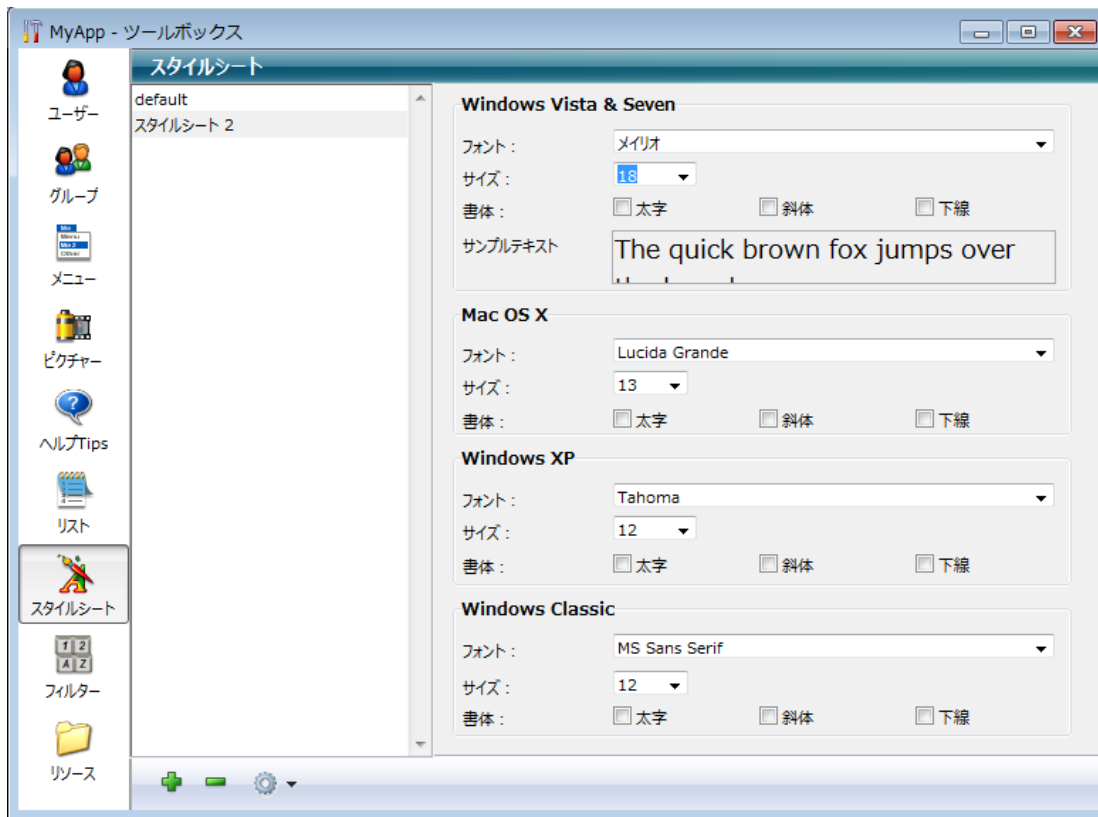 MyApp - ツールボックス
スタイルシート
ユーザー
グループ
メニュー
ピクチャー
ヘルプTips
リスト
スタイルシート
フィルター
リソース
default
スタイルシート 2
Windows Vista & Seven
フォント :
メイリオ
サイズ :
18
書体 :
太字 斜体 下線
サンプルテキスト
The quick brown fox jumps over
Mac OS X
フォント :
Lucida Grande
サイズ :
13
書体 :
太字 斜体 下線
Windows XP
フォント :
Tahoma
サイズ :
12
書体 :
太字 斜体 下線
Windows Classic
フォント :
MS Sans Serif
サイズ :
12
書体 :
太字 斜体 下線